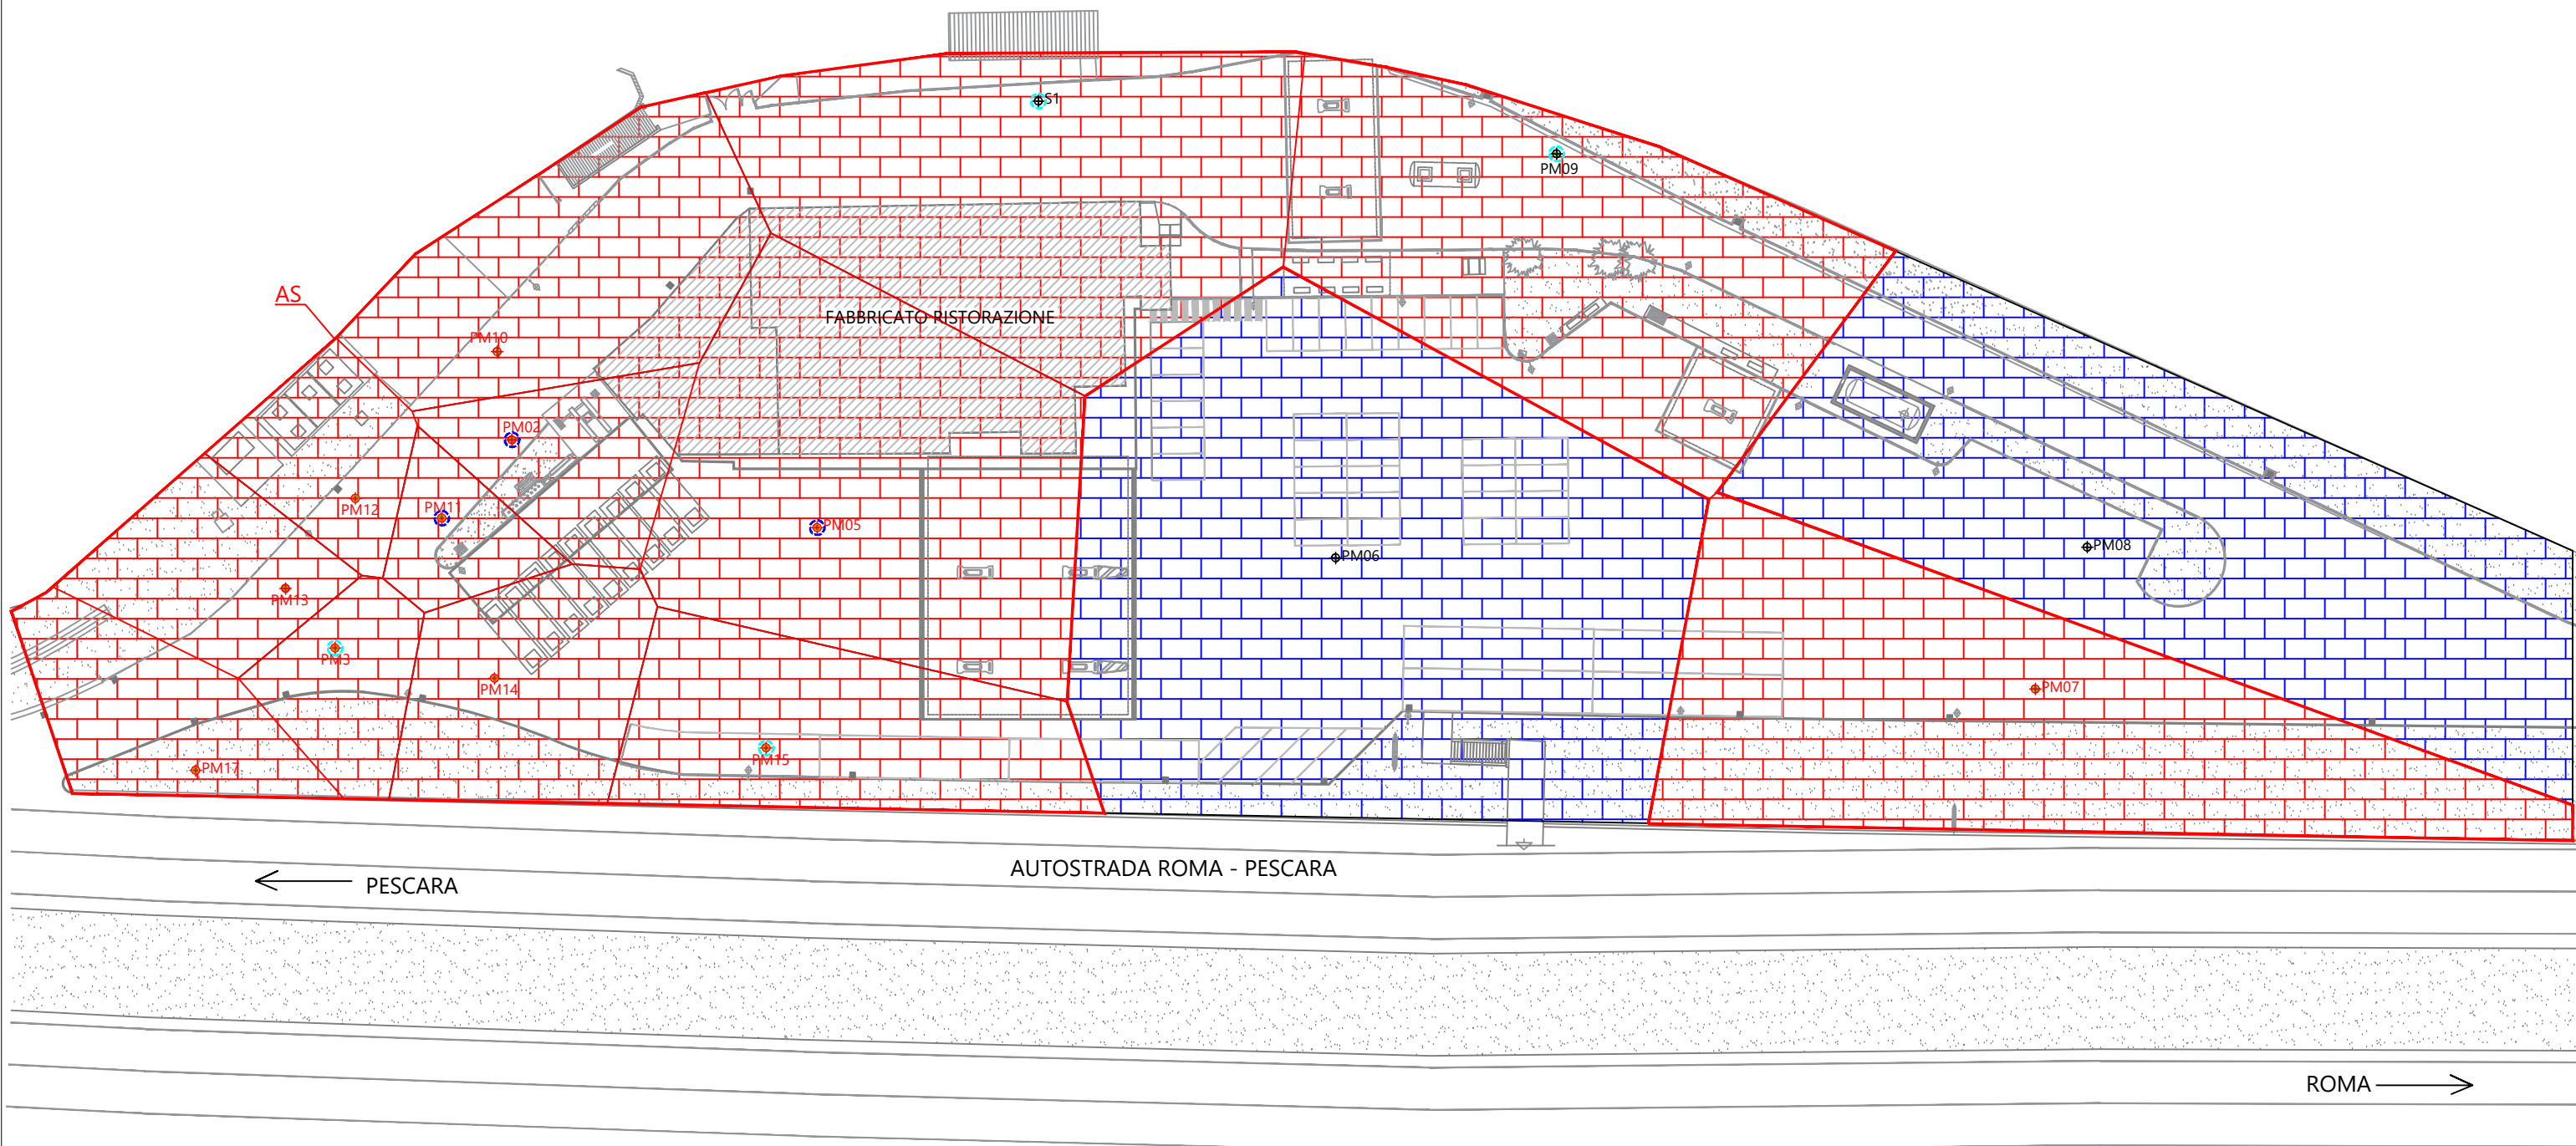 S1
PM09
AS
FABBRICATO RISTORAZIONE
PM10
PM02
PM12
PM11
PM05
PM06
PM08
PM13
PM3
PM14
PM07
PM15
PM17
AUTOSTRADA ROMA - PESCARA
PESCARA
ROMA